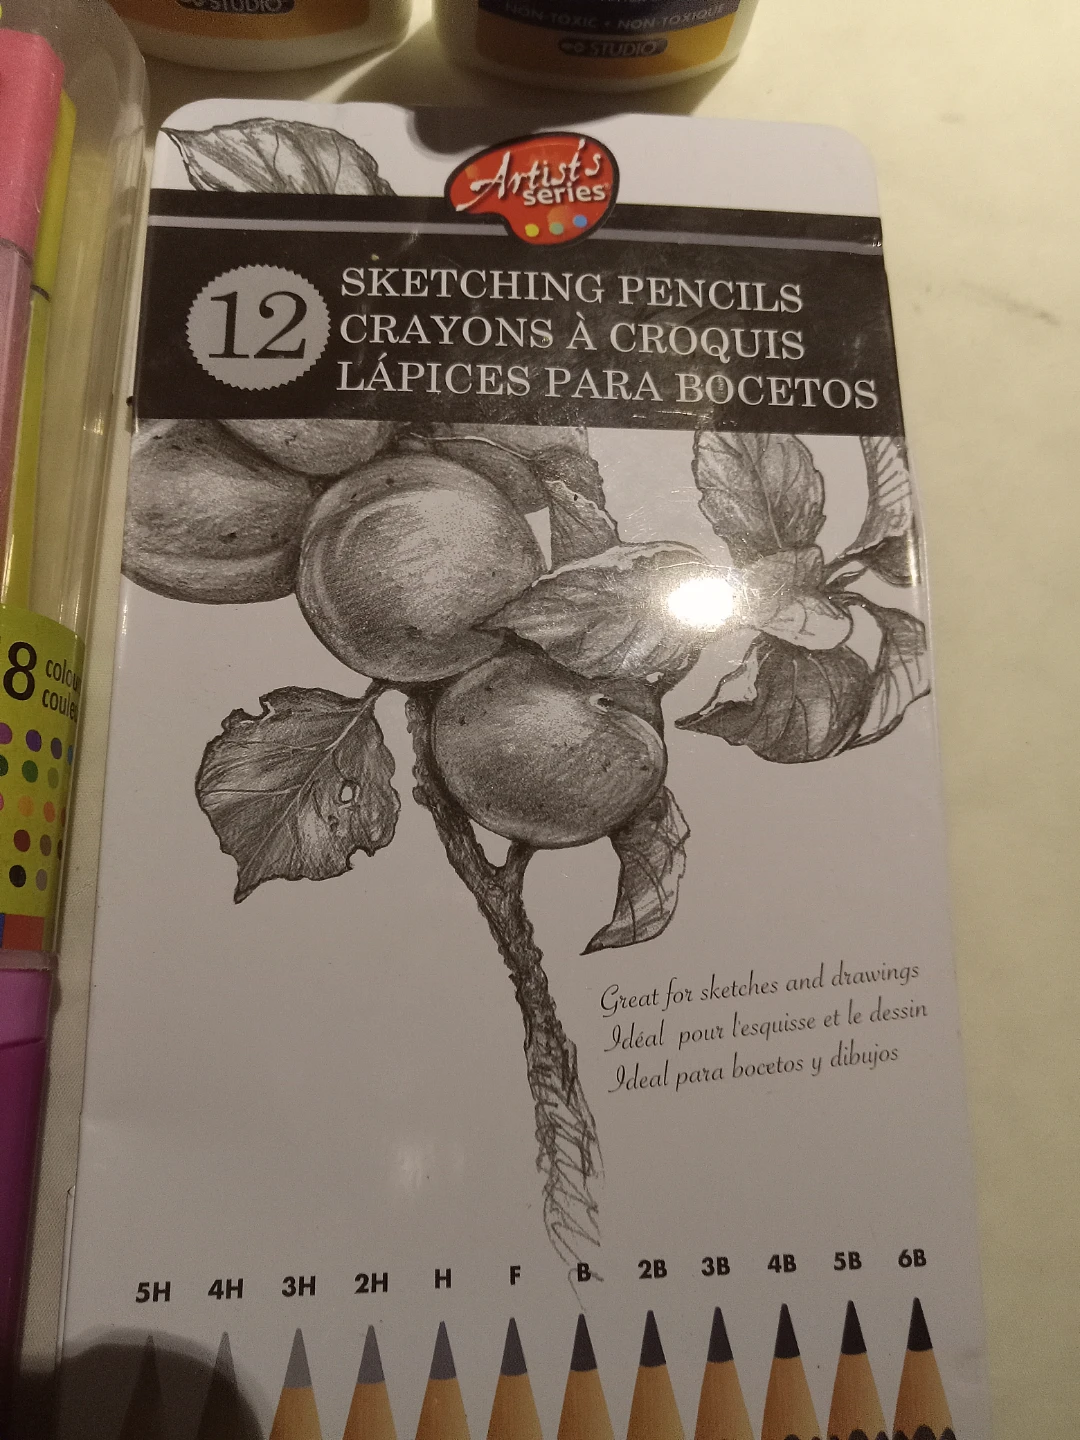 STUDIO
NON-TOXIC • NON-TOXIQUE
STUDIO
Artist's
series
12
SKETCHING PENCILS
CRAYONS À CROQUIS
LÁPICES PARA BOCETOS
8
Great for sketches and drawings
Idéal pour l'esquisse et le dessin
Ideal para bocetos y dibujos
5H 4H 3H 2H H F B 2B 3B 4B 5B 6B